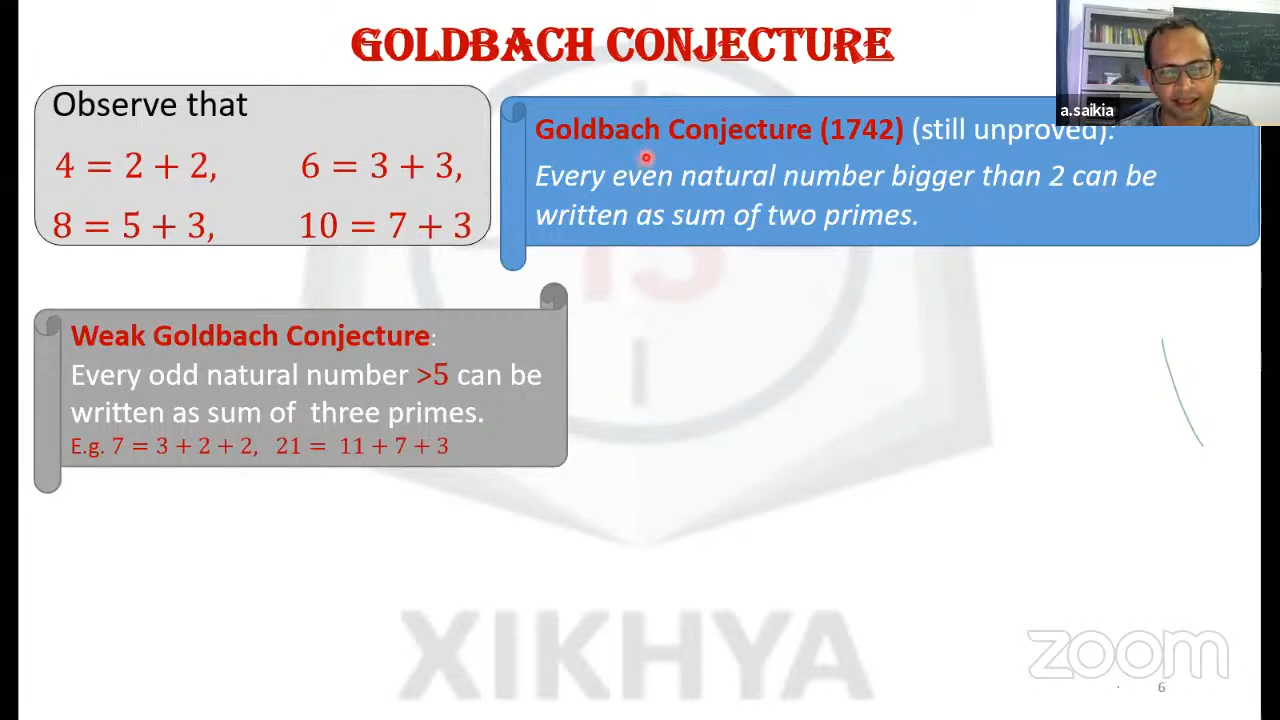 GOLDBACH CONJECTURE
a.saikia
Observe that
4 = 2 + 2, 6 = 3 + 3,
8 = 5 + 3, 10 = 7 + 3
Goldbach Conjecture (1742) (still unproved):
Every even natural number bigger than 2 can be
written as sum of two primes.
Weak Goldbach Conjecture:
Every odd natural number >5 can be
written as sum of three primes.
E.g. 7 = 3 + 2 + 2, 21 = 11 + 7 + 3
XIKHYA
zoom
6